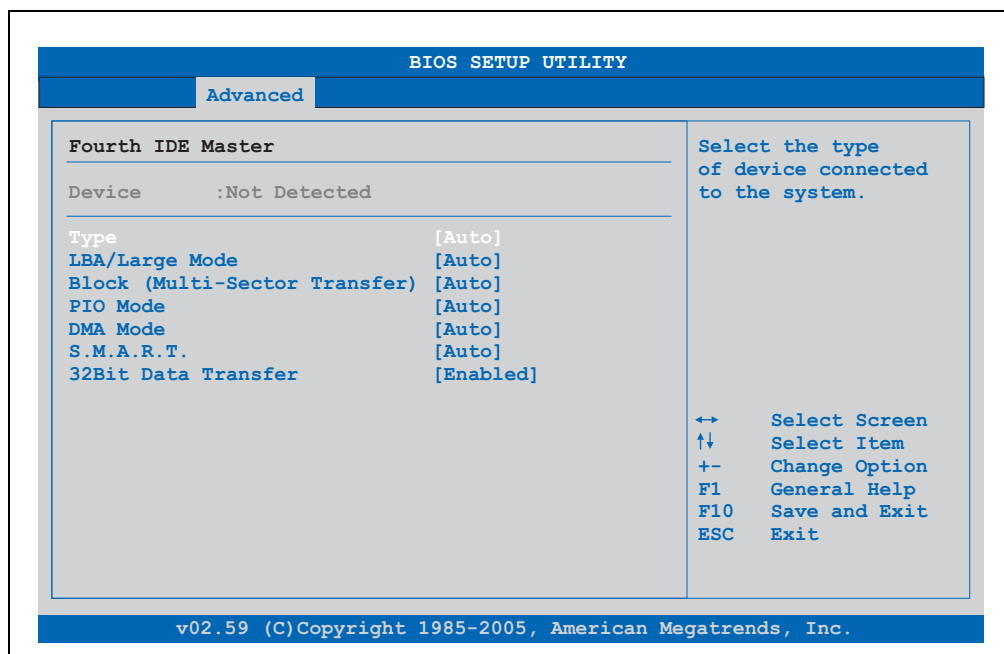 BIOS SETUP UTILITY
Advanced
Fourth IDE Master
Device :Not Detected
Type [Auto]
LBA/Large Mode [Auto]
Block (Multi-Sector Transfer) [Auto]
PIO Mode [Auto]
DMA Mode [Auto]
S.M.A.R.T. [Auto]
32Bit Data Transfer [Enabled]
Select the type
of device connected
to the system.
↔ Select Screen
↑↓ Select Item
+- Change Option
F1 General Help
F10 Save and Exit
ESC Exit
v02.59 (C)Copyright 1985-2005, American Megatrends, Inc.